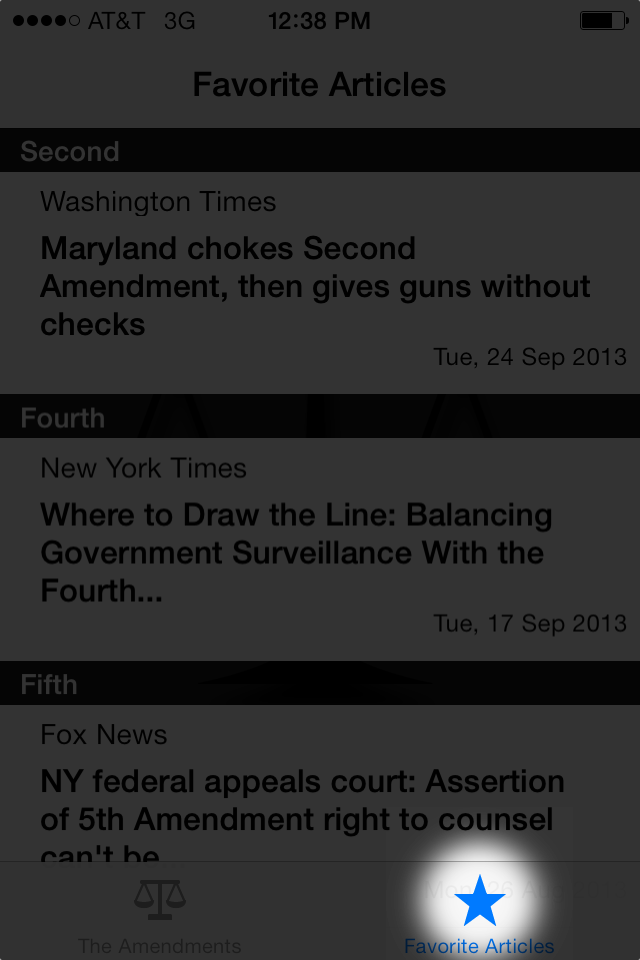 AT&T 3G 12:38 PM
Favorite Articles
Second
Washington Times
Maryland chokes Second
Amendment, then gives guns without
checks
Tue, 24 Sep 2013
Fourth
New York Times
Where to Draw the Line: Balancing
Government Surveillance With the
Fourth...
Tue, 17 Sep 2013
Fifth
Fox News
NY federal appeals court: Assertion
of 5th Amendment right to counsel
can't be...
Mon, 26
The Amendments
Favorite Articles